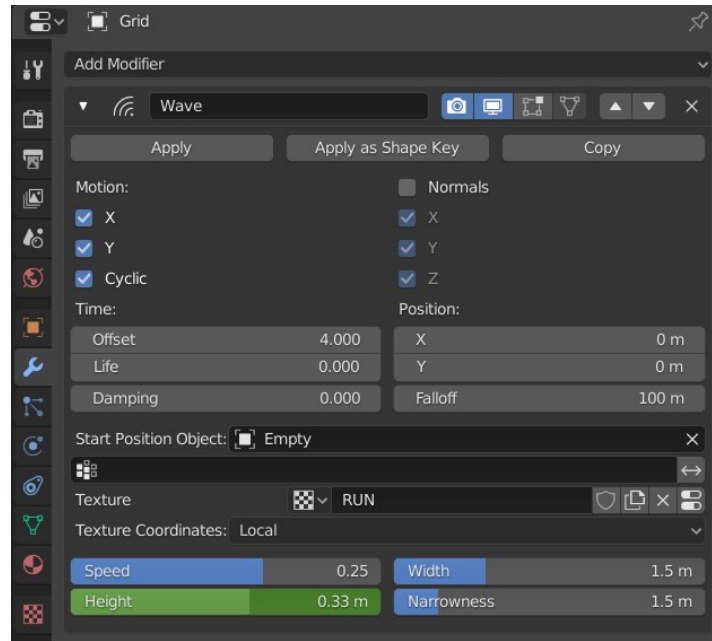 Grid
Add Modifier
Wave
Apply Apply as Shape Key Copy
Motion: Normals
X X
Y Y
Cyclic Z
Time: Position:
Offset 4.000 X 0 m
Life 0.000 Y 0 m
Damping 0.000 Falloff 100 m
Start Position Object: Empty
Texture RUN
Texture Coordinates: Local
Speed 0.25 Width 1.5 m
Height 0.33 m Narrowness 1.5 m